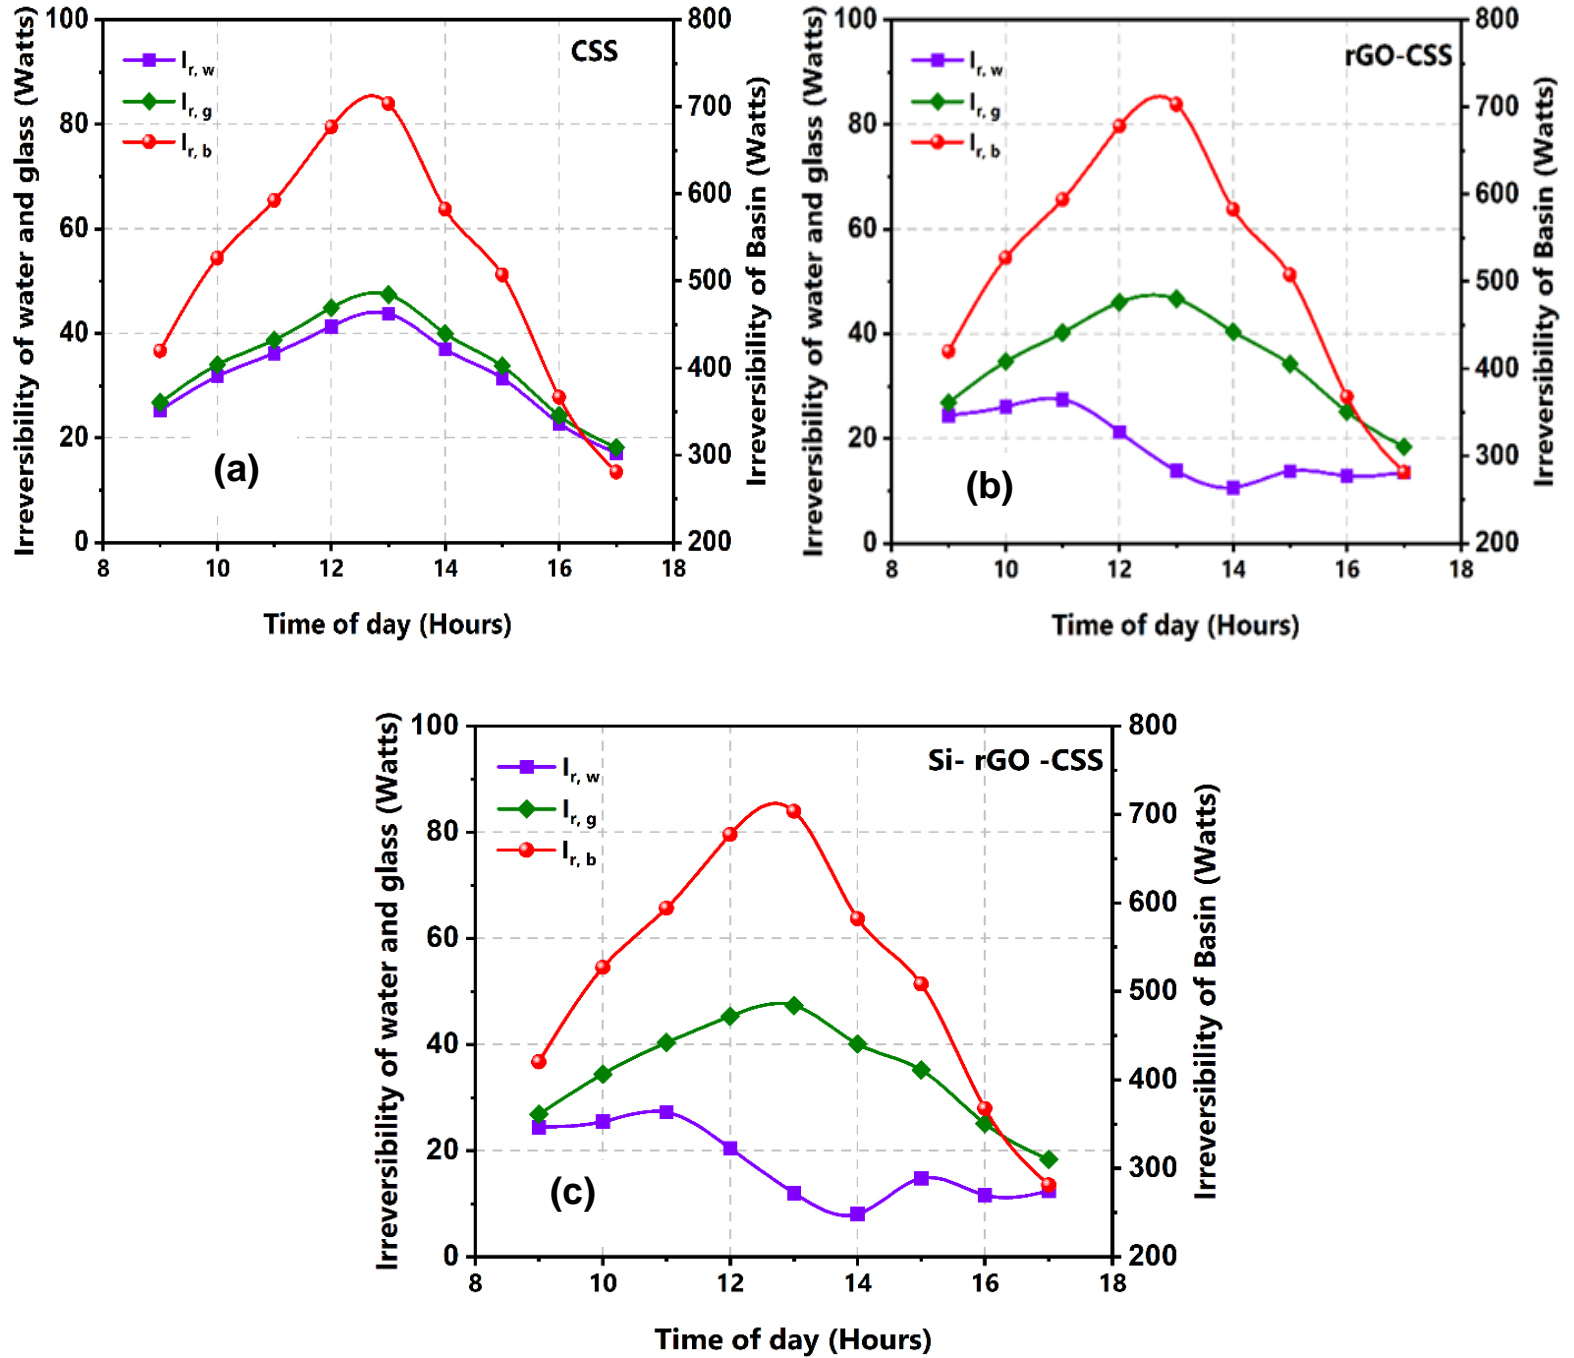 Irreversibility of water and glass (Watts)
100
80
60
40
20
0
CSS
I r, w
I r, g
I r, b
(a)
800
700
600
500
400
300
200
Irreversibility of Basin (Watts)
8 10 12 14 16 18
Time of day (Hours)
Irreversibility of water and glass (Watts)
100
80
60
40
20
0
rGO-CSS
I r, w
I r, g
I r, b
(b)
800
700
600
500
400
300
200
Irreversibility of Basin (Watts)
8 10 12 14 16 18
Time of day (Hours)
Irreversibility of water and glass (Watts)
100
80
60
40
20
0
Si- rGO -CSS
I r, w
I r, g
I r, b
(c)
800
700
600
500
400
300
200
Irreversibility of Basin (Watts)
8 10 12 14 16 18
Time of day (Hours)